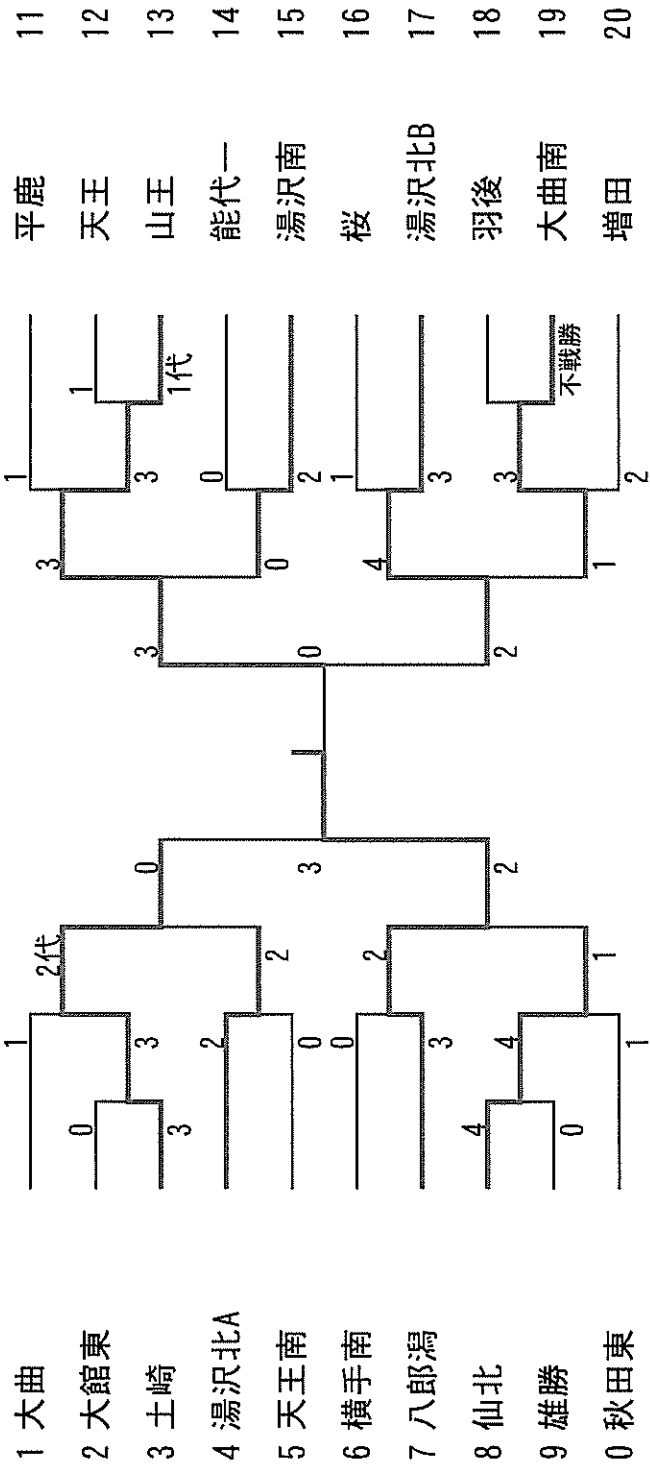 1 大曲 1 1 平鹿 11
2代 3
2 大館東 0 1 天王 12
3 0 3 3
3 土崎 3 1代 山王 13
4 湯沢北A 2 0 能代一 14
2 0
5 天王南 0 3 0 2 湯沢南 15
6 横手南 0 1 桜 16
2 4
7 八郎潟 3 3 湯沢北B 17
8 仙北 4 羽後 18
4 2 2 3
9 雄勝 0 不戦勝 大曲南 19
1 1
0 秋田東 1 2 増田 20